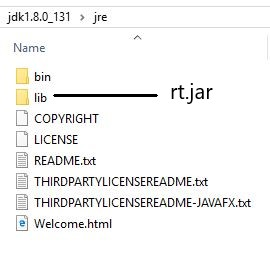 jdk1.8.0_131 > jre
Name
bin
lib rt.jar
COPYRIGHT
LICENSE
README.txt
THIRDPARTYLICENSEREADME.txt
THIRDPARTYLICENSEREADME-JAVAFX.txt
Welcome.html